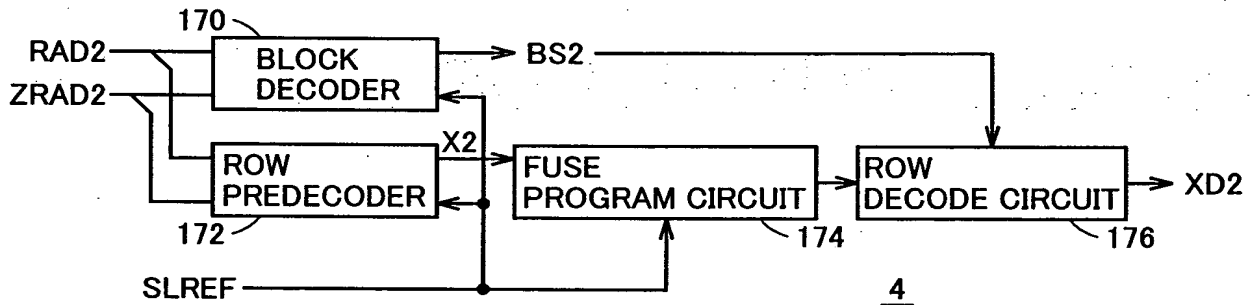 170
RAD2
BLOCK
DECODER
BS2
ZRAD2
X2
ROW
PREDECODER
FUSE
PROGRAM CIRCUIT
ROW
DECODE CIRCUIT
XD2
172
174
176
SLREF
4